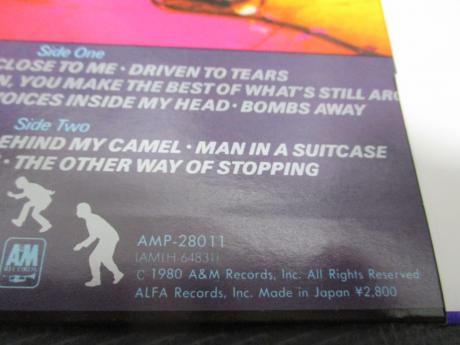 Side One
CLOSE TO ME · DRIVEN TO TEARS
YOU MAKE THE BEST OF WHAT'S STILL
VOICES INSIDE MY HEAD · BOMBS AWAY
Side Two
BEHIND MY CAMEL · MAN IN A SUITCASE
· THE OTHER WAY OF STOPPING
AMP-28011
(AMLH 64831)
A&M
RECORDS
© 1980 A&M Records, Inc. All Rights Reserved
ALFA Records, Inc. Made in Japan ¥2,800